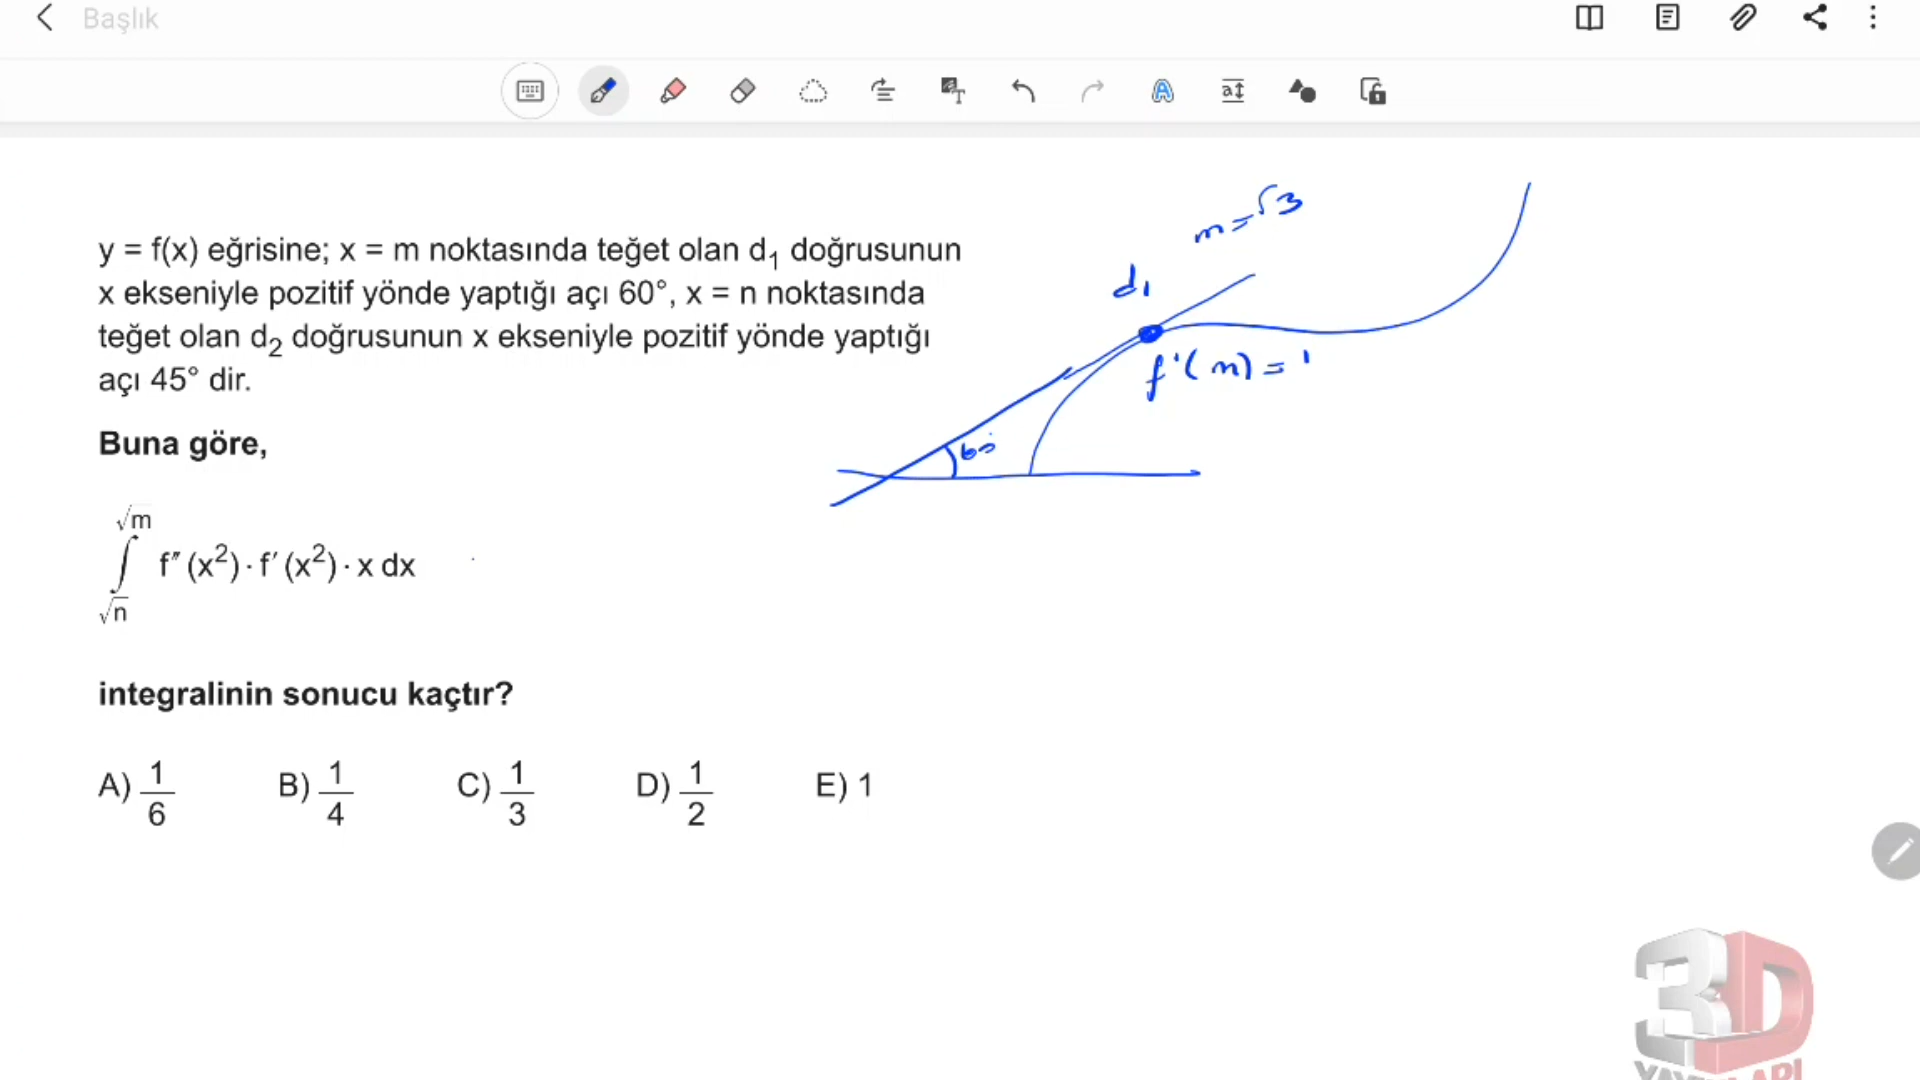 Başlık
y = f(x) eğrisine; x = m noktasında teğet olan d₁ doğrusunun
x ekseniyle pozitif yönde yaptığı açı 60°, x = n noktasında
teğet olan d₂ doğrusunun x ekseniyle pozitif yönde yaptığı
açı 45° dir.
Buna göre,
√m
∫ f″(x²) · f′(x²) · x dx
√n
integralinin sonucu kaçtır?
A) 1/6 B) 1/4 C) 1/3 D) 1/2 E) 1
m = √3
d₁
f'(m) = '
60°
3D